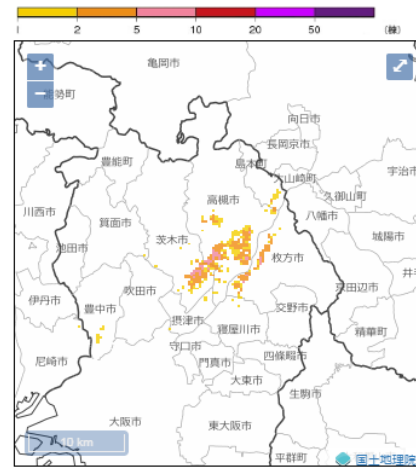 1 2 5 10 20 50 (株)
亀岡市
+
−
能勢町
向日市
長岡京市
豊能町
島本町
大山崎町
宇治市
高槻市
久御山町
川西市
箕面市
八幡市
茨木市
城陽市
池田市
枚方市
京田辺市
井手
吹田市
伊丹市
豊中市
交野市
摂津市
精華町
寝屋川市
守口市
尼崎市
門真市
四條畷市
大東市
生駒市
大阪市
東大阪市
10 km
平群町
国土地理院